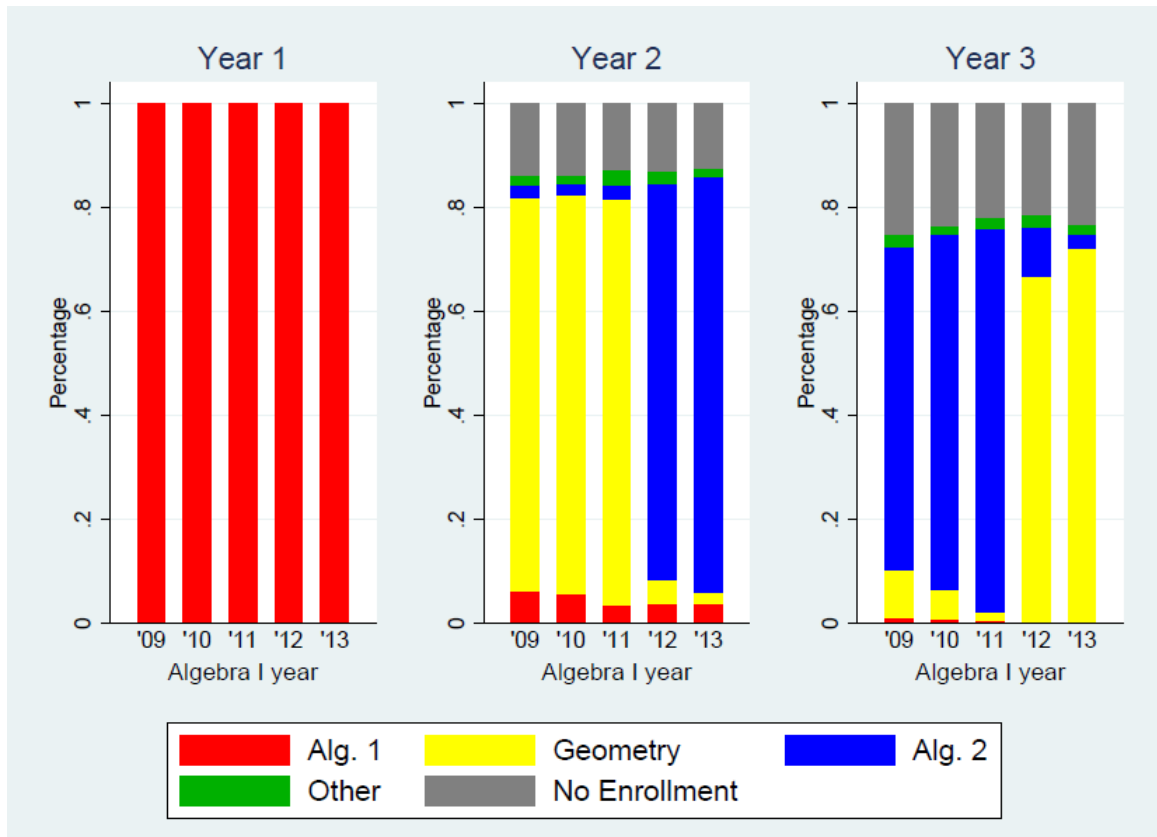 Year 1
1
.8
.6
.4
.2
0
Percentage
'09 '10 '11 '12 '13
Algebra I year
Year 2
1
.8
.6
.4
.2
0
Percentage
'09 '10 '11 '12 '13
Algebra I year
Year 3
1
.8
.6
.4
.2
0
Percentage
'09 '10 '11 '12 '13
Algebra I year
Alg. 1 Geometry Alg. 2
Other No Enrollment